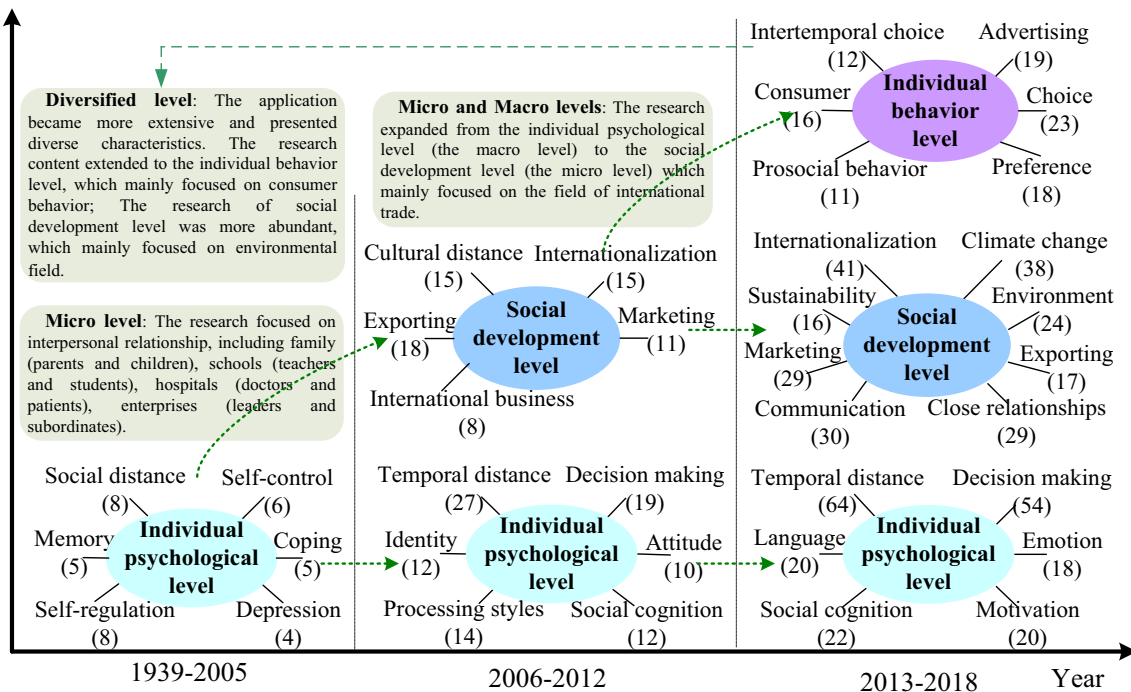 Diversified level: The application
became more extensive and presented
diverse characteristics. The research
content extended to the individual behavior
level, which mainly focused on consumer
behavior; The research of social
development level was more abundant,
which mainly focused on environmental
field.
Micro level: The research focused on
interpersonal relationship, including family
(parents and children), schools (teachers
and students), hospitals (doctors and
patients), enterprises (leaders and
subordinates).
Social distance
(8)
Self-control
(6)
Memory
(5)
Individual
psychological
level
Coping
(5)
Self-regulation
(8)
Depression
(4)
Micro and Macro levels: The research
expanded from the individual psychological
level (the macro level) to the social
development level (the micro level) which
mainly focused on the field of international
trade.
Cultural distance
(15)
Internationalization
(15)
Exporting
(18)
Social
development
level
Marketing
(11)
International business
(8)
Temporal distance
(27)
Decision making
(19)
Identity
(12)
Individual
psychological
level
Attitude
(10)
Processing styles
(14)
Social cognition
(12)
Intertemporal choice
(12)
Advertising
(19)
Consumer
(16)
Individual
behavior
level
Choice
(23)
Prosocial behavior
(11)
Preference
(18)
Internationalization
(41)
Climate change
(38)
Sustainability
(16)
Social
development
level
Environment
(24)
Marketing
(29)
Exporting
(17)
Communication
(30)
Close relationships
(29)
Temporal distance
(64)
Decision making
(54)
Language
(20)
Individual
psychological
level
Emotion
(18)
Social cognition
(22)
Motivation
(20)
1939-2005
2006-2012
2013-2018
Year